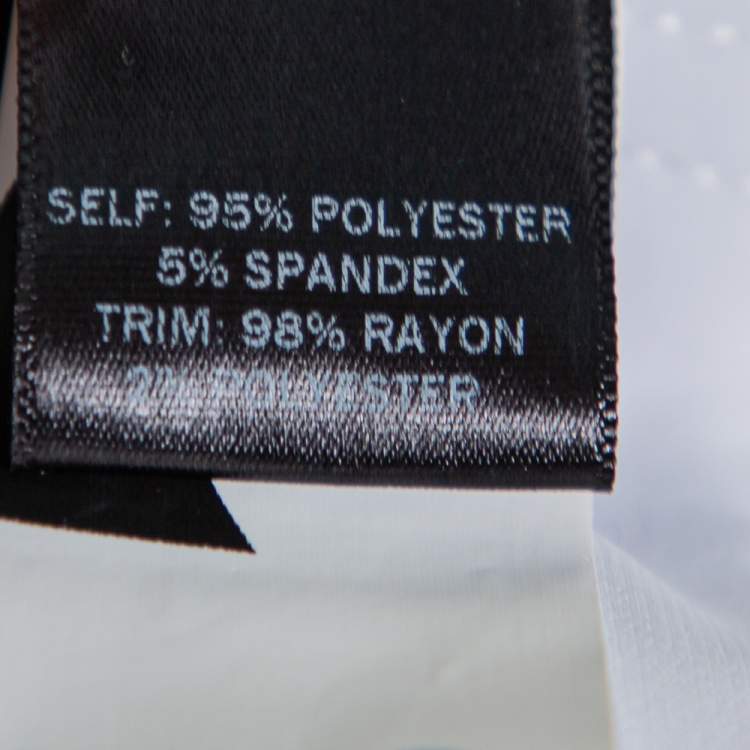 SELF: 95% POLYESTER
5% SPANDEX
TRIM: 98% RAYON
2% POLYESTER